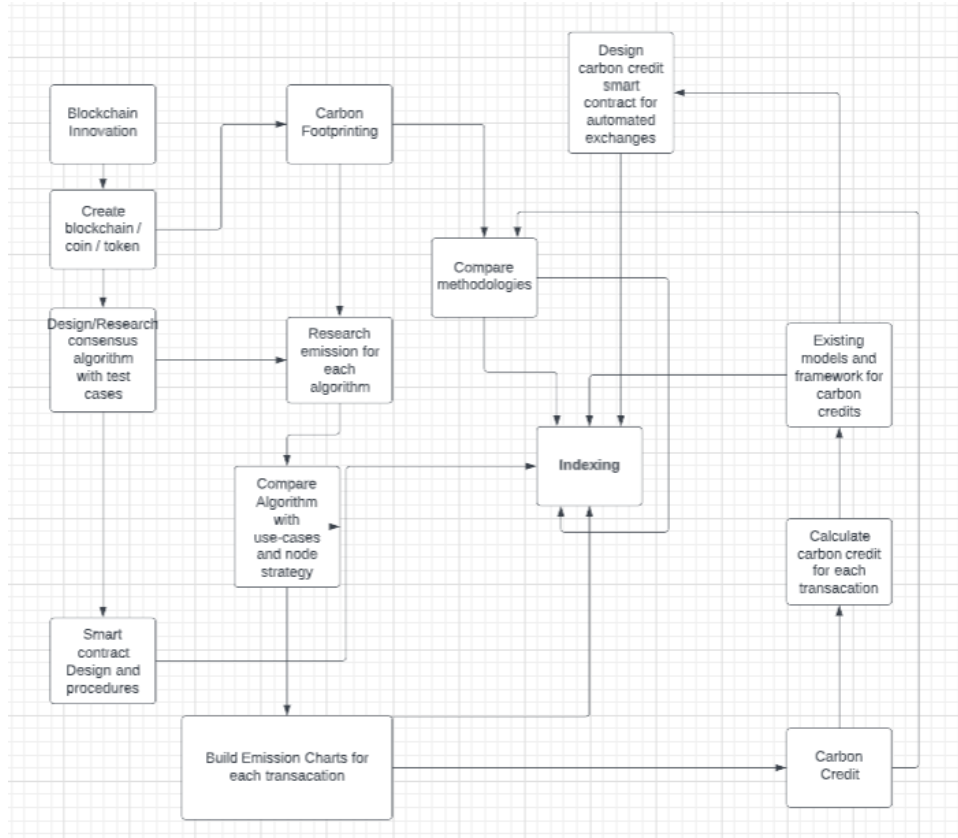 Design
carbon credit
smart
contract for
automated
exchanges
Blockchain
Innovation
Carbon
Footprinting
Create
blockchain /
coin / token
Compare
methodologies
Design/Research
consensus
algorithm
with test
cases
Research
emission for
each
algorithm
Existing
models and
framework for
carbon
credits
Indexing
Compare
Algorithm
with
use-cases
and node
strategy
Calculate
carbon credit
for each
transacation
Smart
contract
Design and
procedures
Build Emission Charts for
each transacation
Carbon
Credit